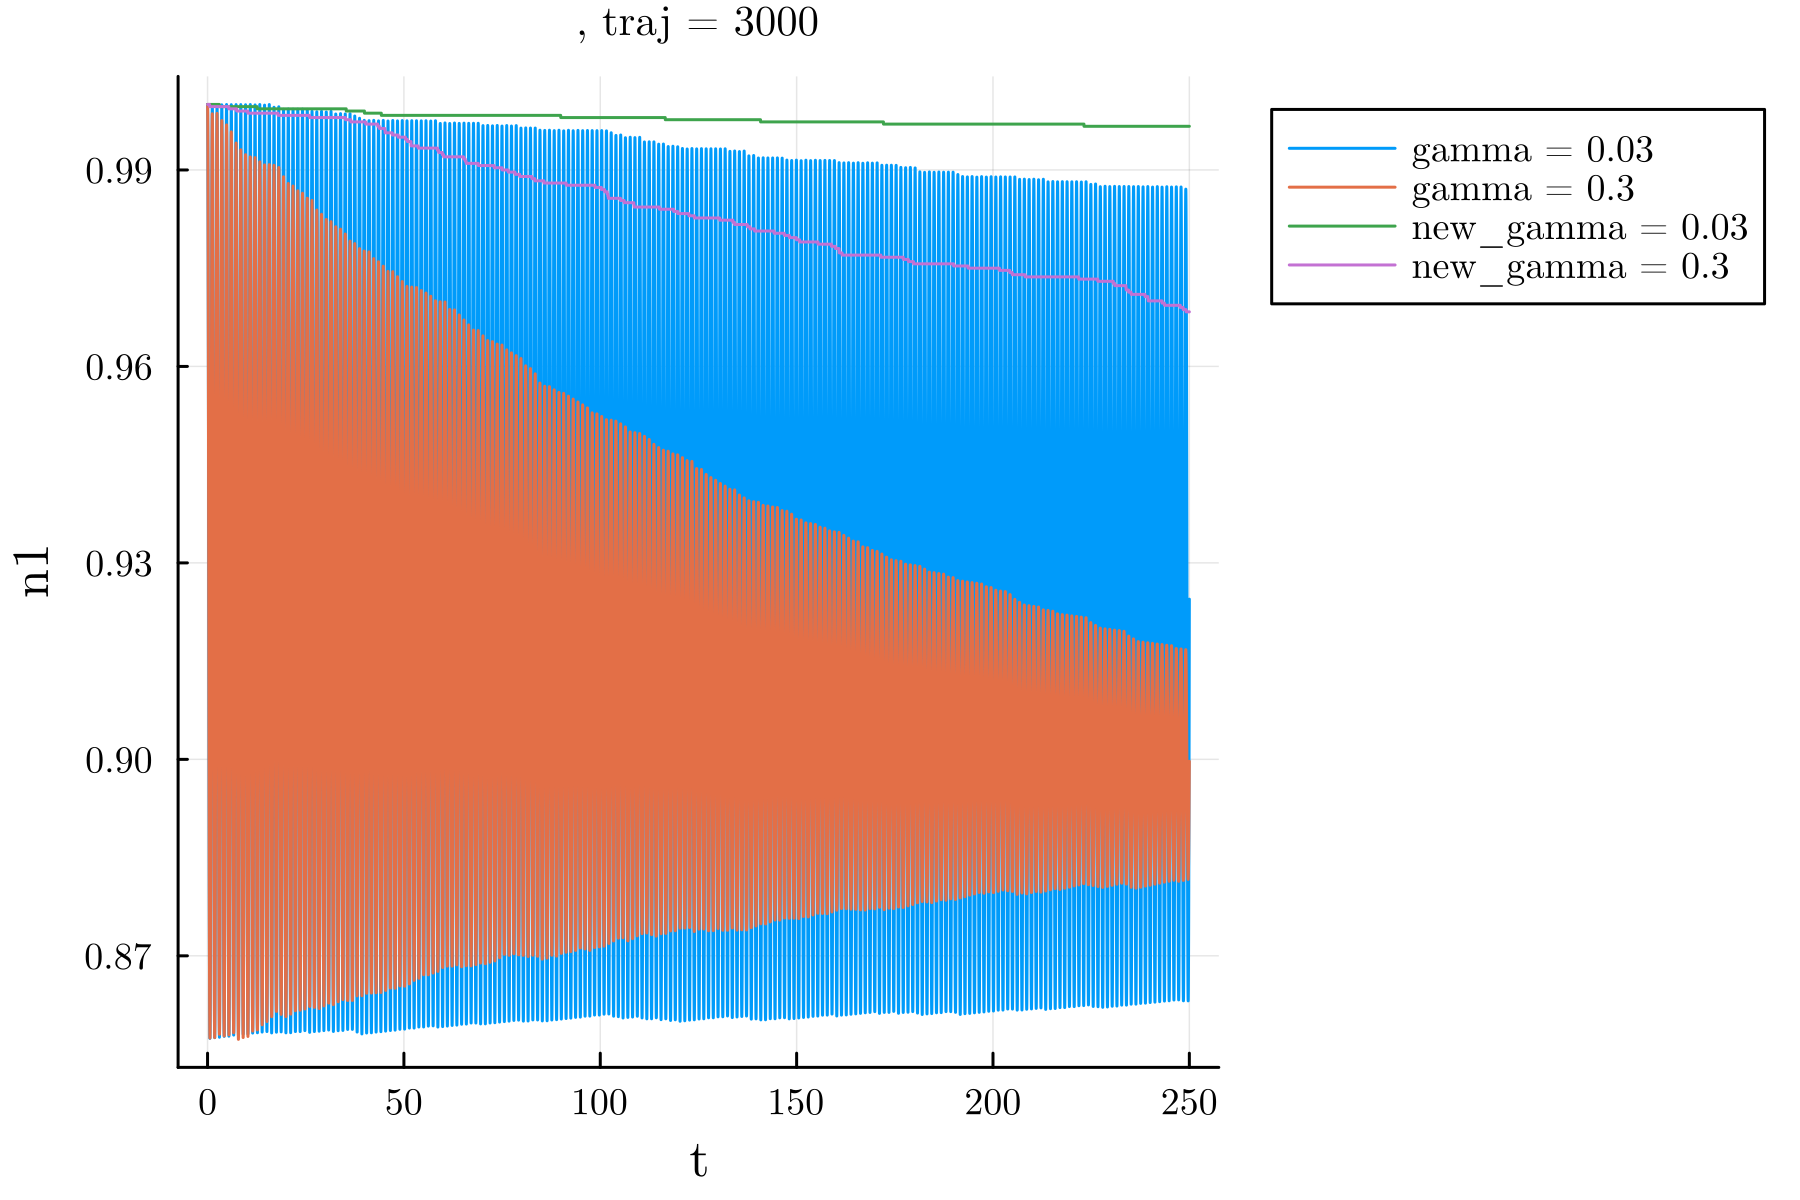 , traj = 3000
n1
0.99
0.96
0.93
0.90
0.87
0 50 100 150 200 250
t
gamma = 0.03
gamma = 0.3
new_gamma = 0.03
new_gamma = 0.3